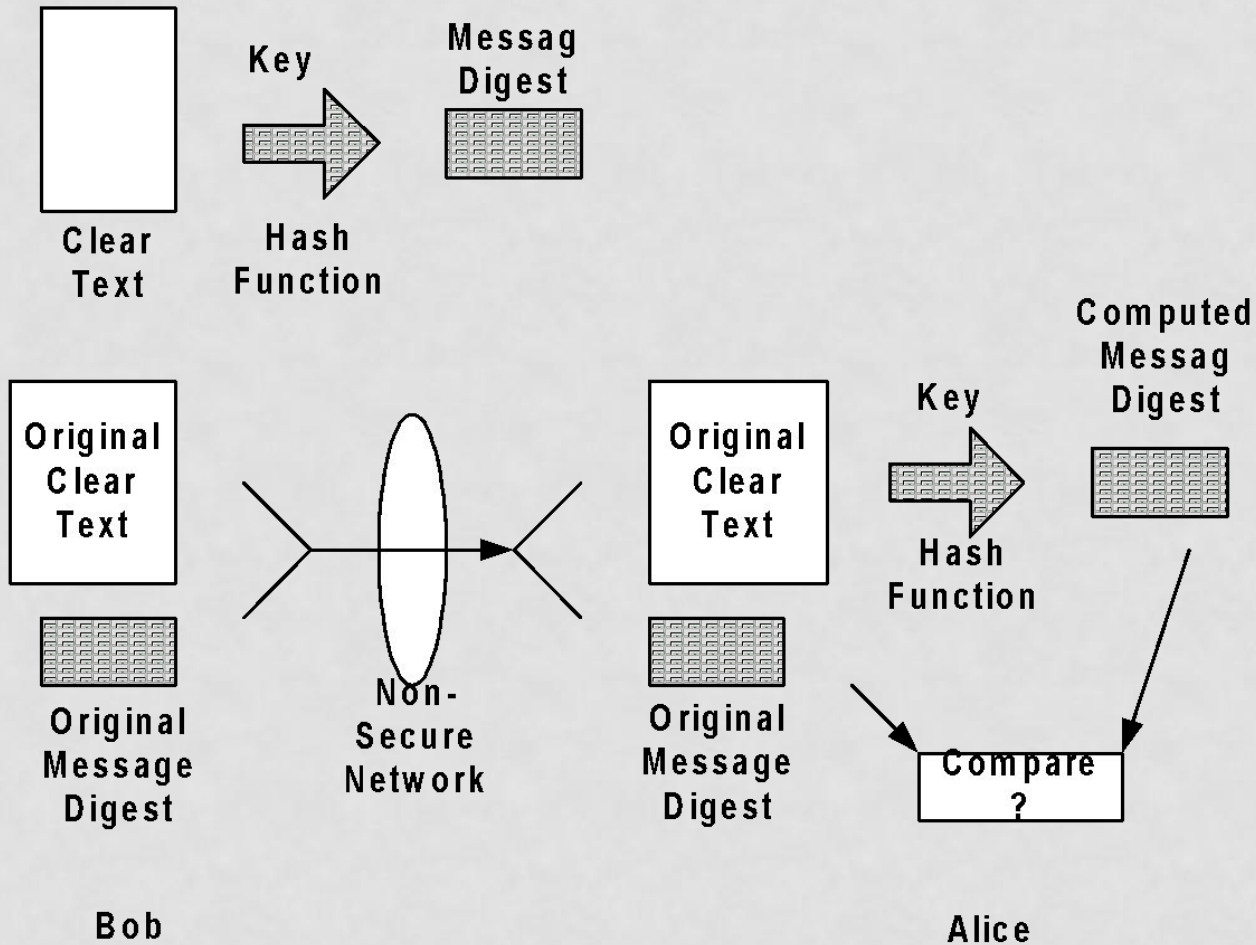 Key
Messag
Digest
Clear
Text
Hash
Function
Original
Clear
Text
Original
Message
Digest
Non-
Secure
Network
Original
Clear
Text
Original
Message
Digest
Key
Hash
Function
Computed
Messag
Digest
Compare
?
Bob
Alice